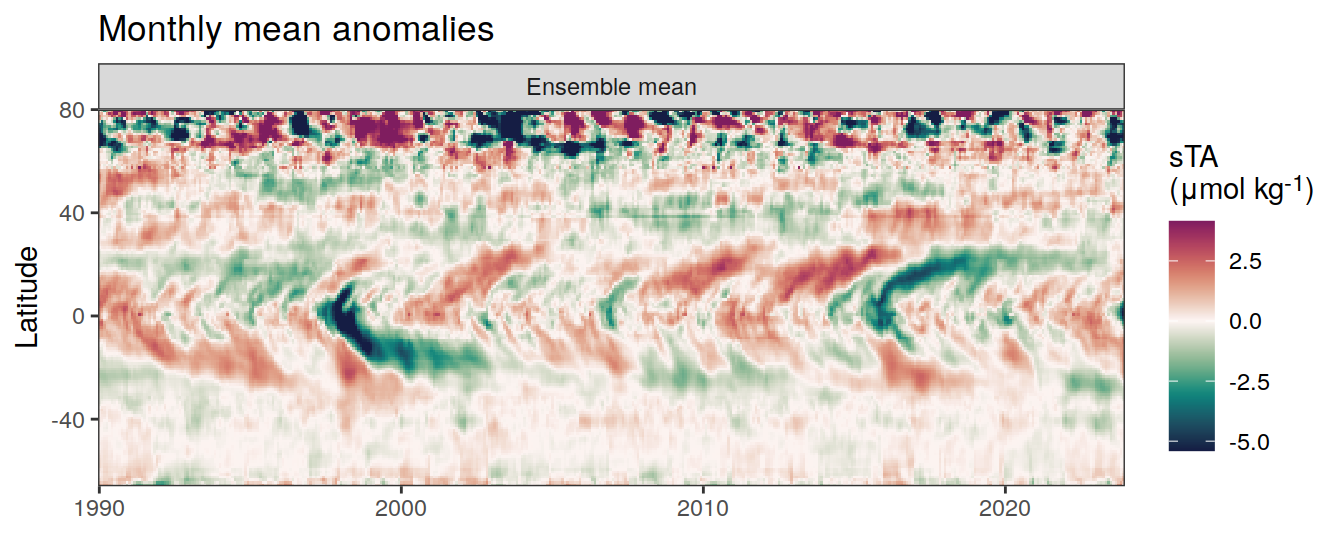 Monthly mean anomalies
Ensemble mean
80
40
0
-40
Latitude
1990 2000 2010 2020
sTA
(μmol kg⁻¹)
2.5
0.0
-2.5
-5.0